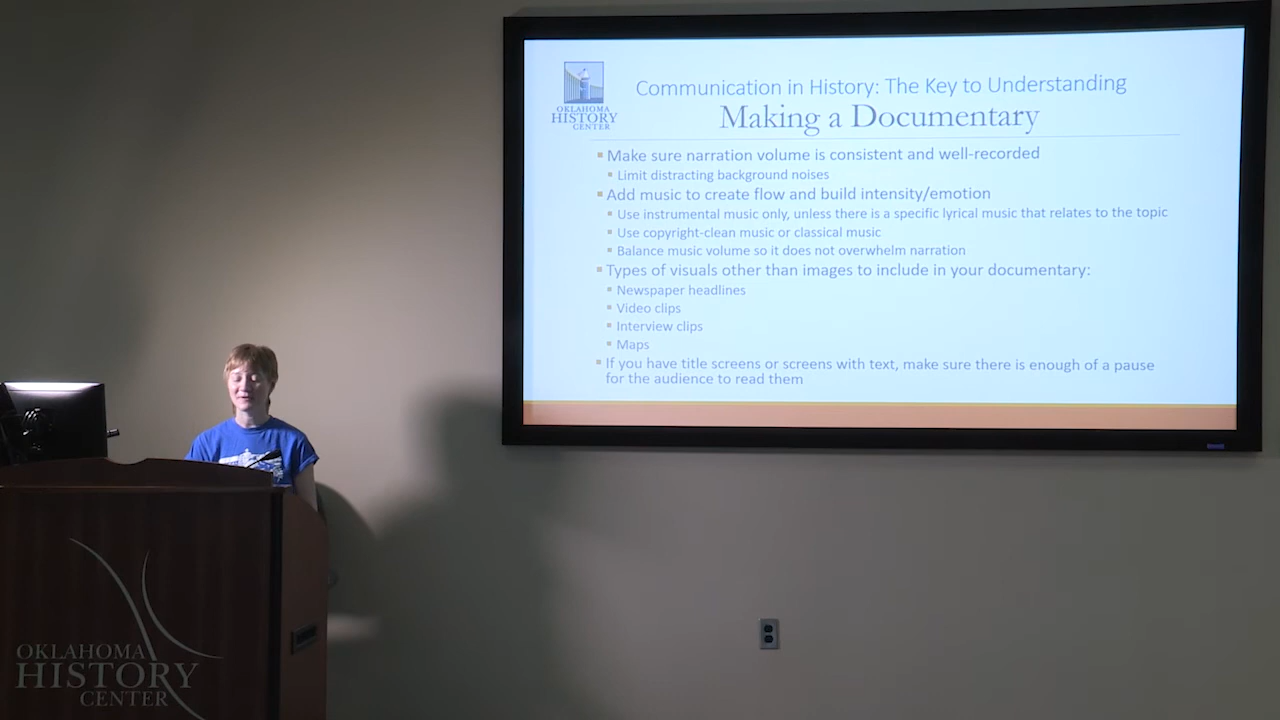 OKLAHOMA
HISTORY
CENTER
Communication in History: The Key to Understanding
Making a Documentary
Make sure narration volume is consistent and well-recorded
Limit distracting background noises
Add music to create flow and build intensity/emotion
Use instrumental music only, unless there is a specific lyrical music that relates to the topic
Use copyright-clean music or classical music
Balance music volume so it does not overwhelm narration
Types of visuals other than images to include in your documentary:
Newspaper headlines
Video clips
Interview clips
Maps
If you have title screens or screens with text, make sure there is enough of a pause
for the audience to read them
OKLAHOMA
HISTORY
CENTER